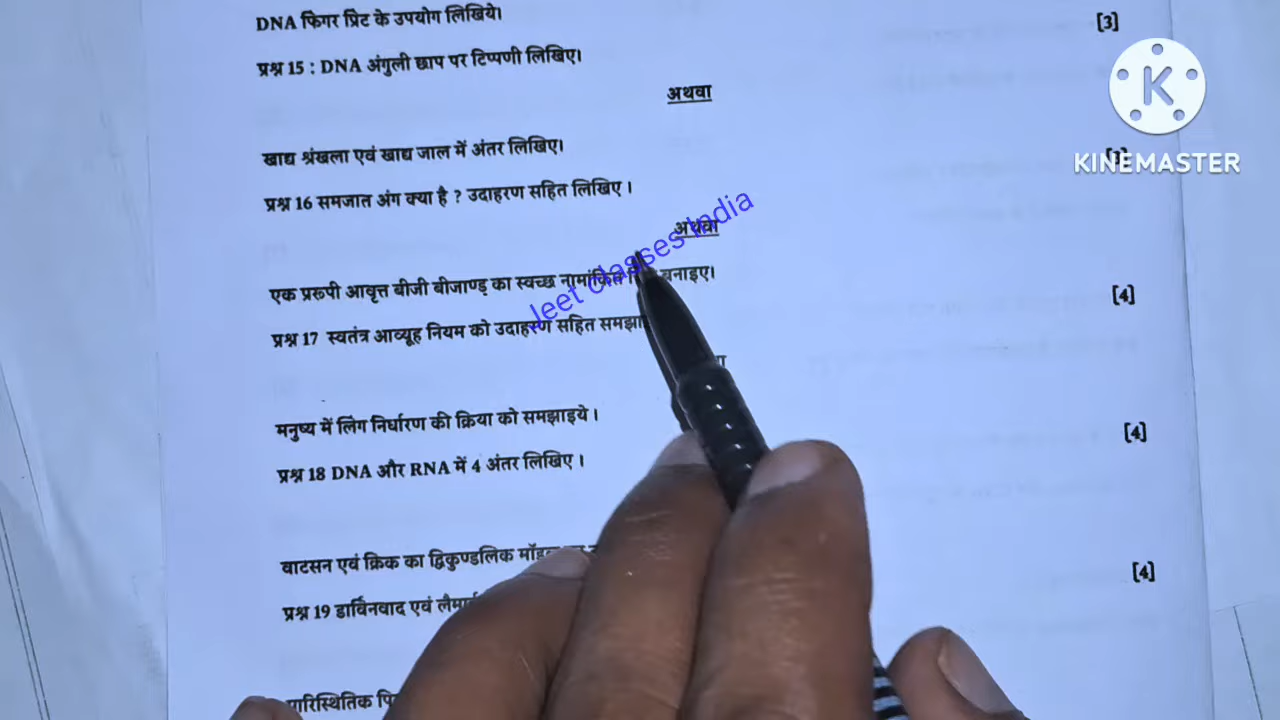 DNA फिंगर प्रिंट के उपयोग लिखिये।
[3]
प्रश्न 15 : DNA अंगुली छाप पर टिप्पणी लिखिए।
अथवा
K
KINEMASTER
खाद्य श्रंखला एवं खाद्य जाल में अंतर लिखिए।
प्रश्न 16 समजात अंग क्या है ? उदाहरण सहित लिखिए ।
अथवा
Jeet Classes India
एक प्ररूपी आवृत्त बीजी बीजाण्ड का स्वच्छ नामांकित बनाइए।
[4]
प्रश्न 17 स्वतंत्र आव्यूह नियम को उदाहरण सहित
मनुष्य में लिंग निर्धारण की क्रिया को समझाइये ।
[4]
प्रश्न 18 DNA और RNA में 4 अंतर लिखिए ।
वाटसन एवं क्रिक का द्विकुण्डलिक
[4]
प्रश्न 19 डार्विनवाद एवं